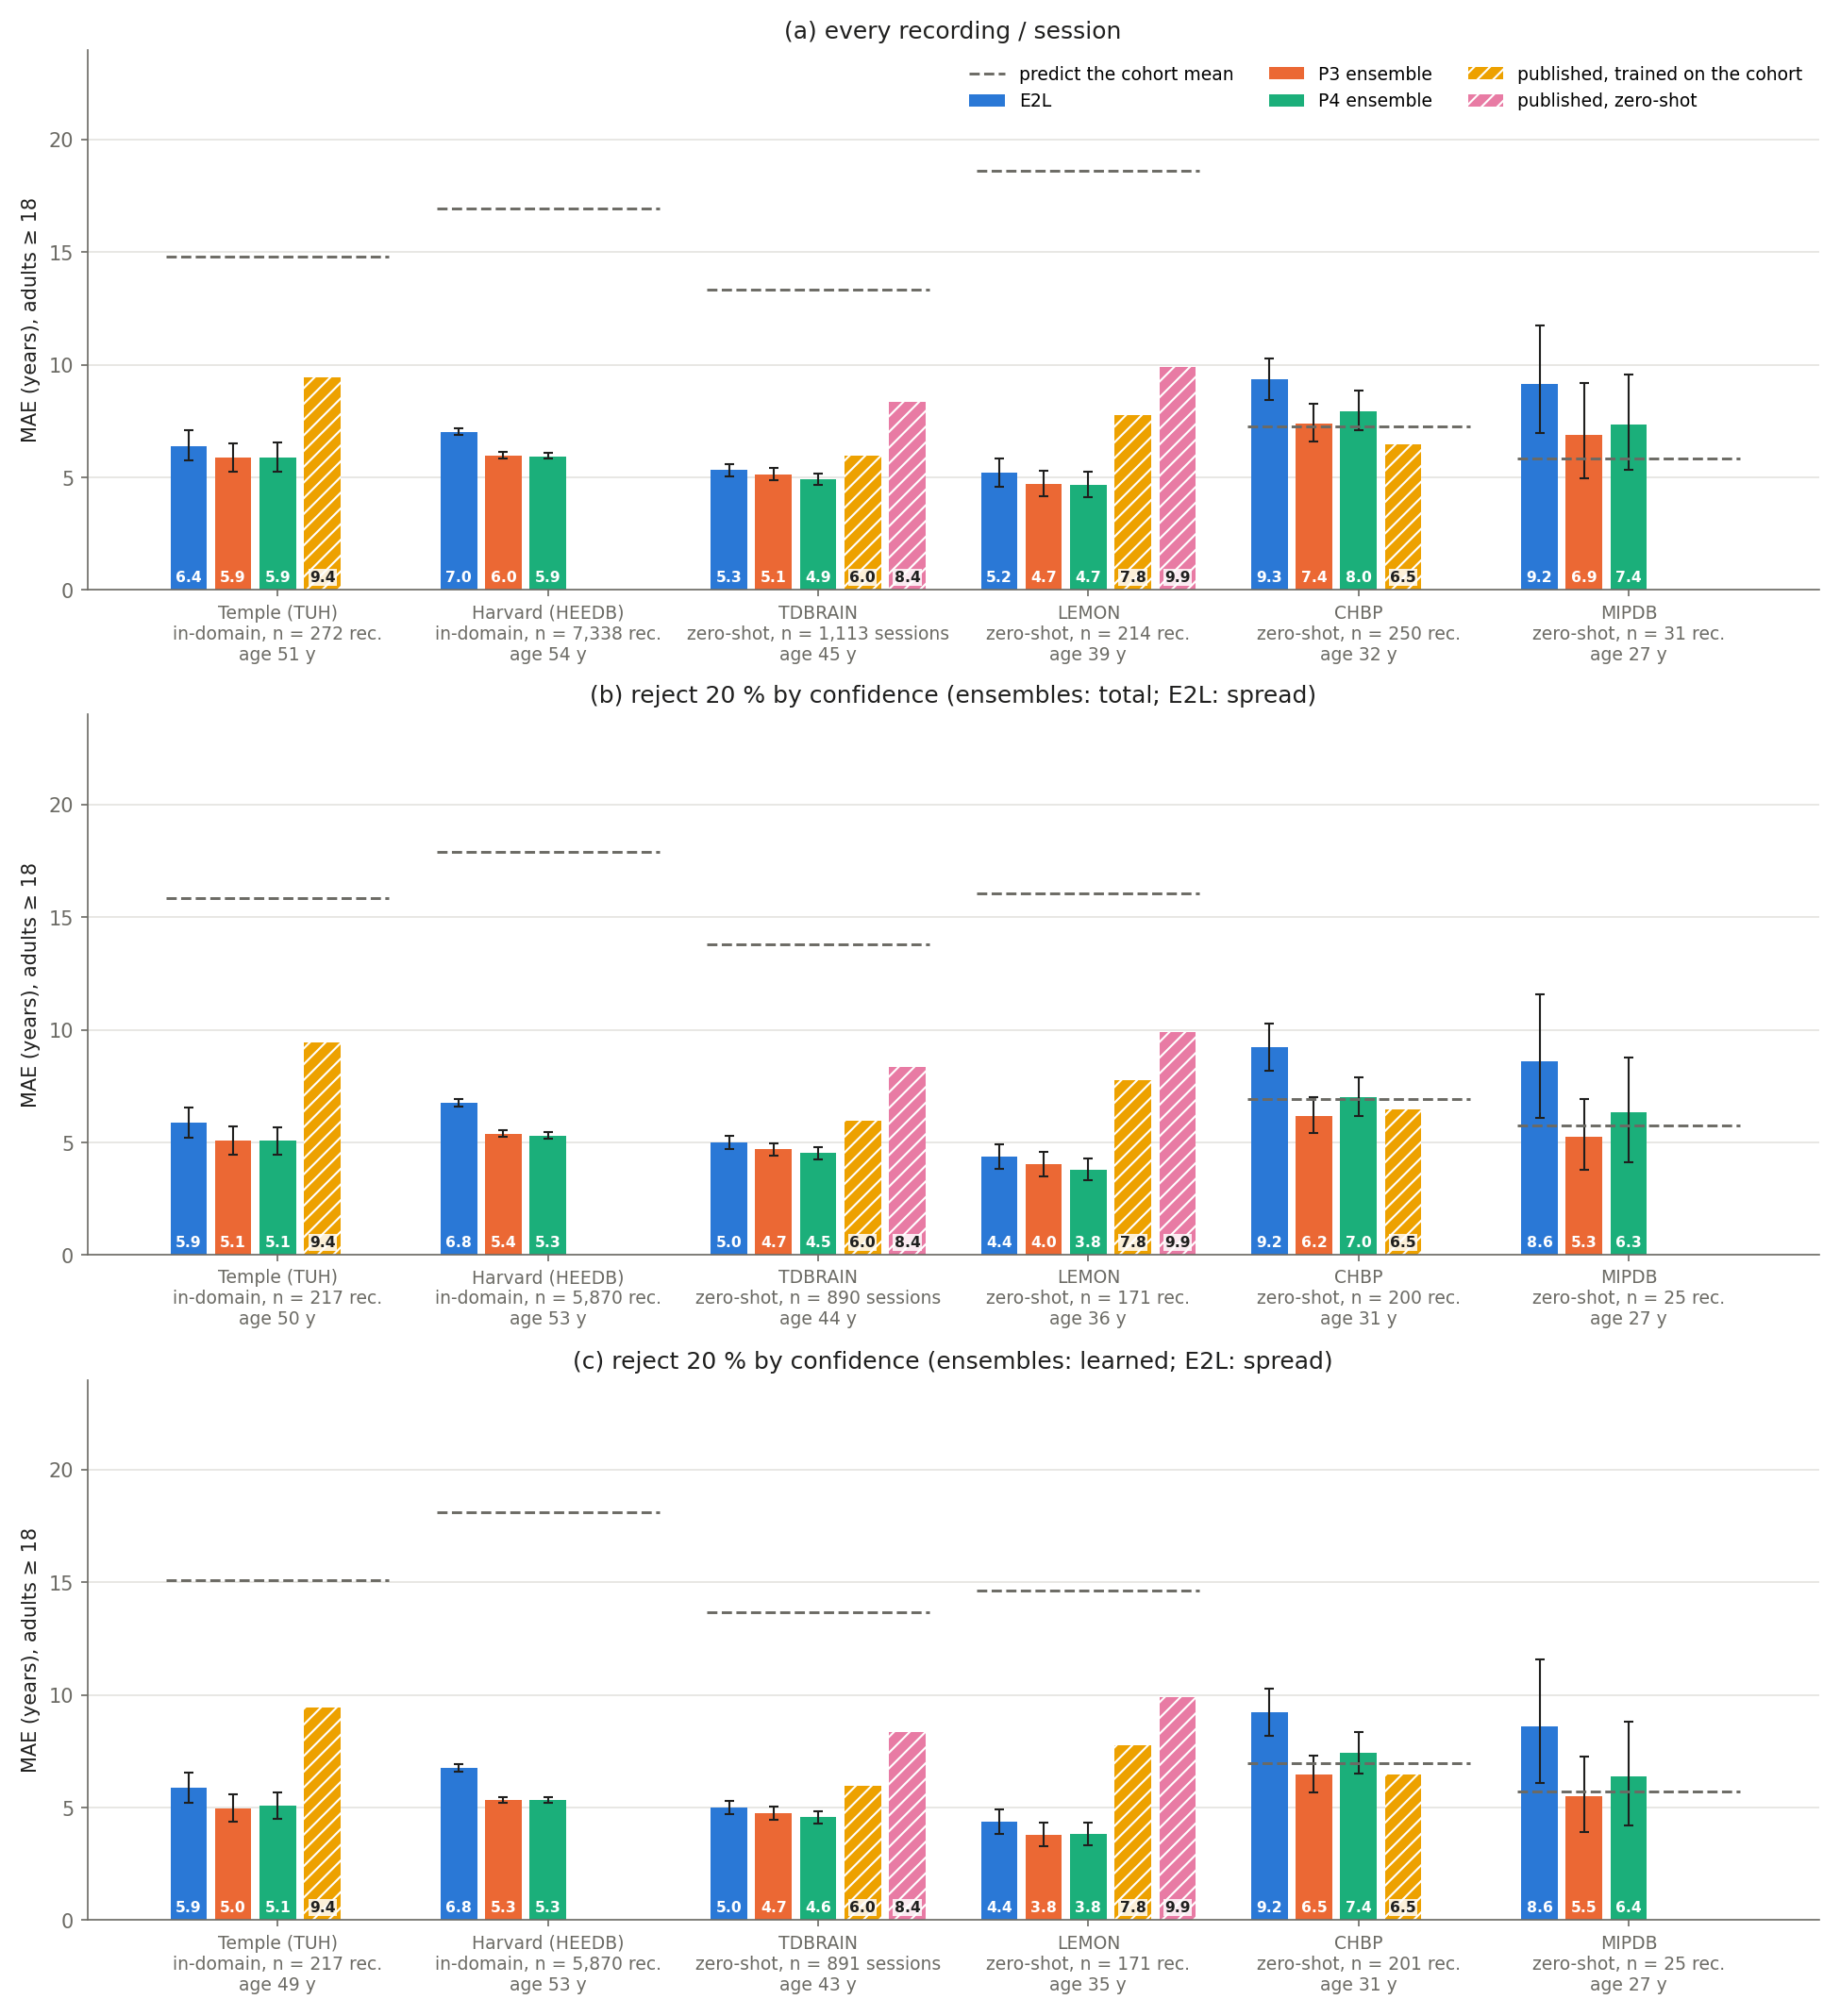 (a) every recording / session
predict the cohort mean
E2L
P3 ensemble
P4 ensemble
published, trained on the cohort
published, zero-shot
MAE (years), adults ≥ 18
20
15
10
5
0
6.4 5.9 5.9 9.4 7.0 6.0 5.9 5.3 5.1 4.9 6.0 8.4 5.2 4.7 4.7 7.8 9.9 9.3 7.4 8.0 6.5 9.2 6.9 7.4
Temple (TUH) Harvard (HEEDB) TDBRAIN LEMON CHBP MIPDB
in-domain, n = 272 rec. in-domain, n = 7,338 rec. zero-shot, n = 1,113 sessions zero-shot, n = 214 rec. zero-shot, n = 250 rec. zero-shot, n = 31 rec.
age 51 y age 54 y age 45 y age 39 y age 32 y age 27 y
(b) reject 20 % by confidence (ensembles: total; E2L: spread)
MAE (years), adults ≥ 18
20
15
10
5
0
5.9 5.1 5.1 9.4 6.8 5.4 5.3 5.0 4.7 4.5 6.0 8.4 4.4 4.0 3.8 7.8 9.9 9.2 6.2 7.0 6.5 8.6 5.3 6.3
Temple (TUH) Harvard (HEEDB) TDBRAIN LEMON CHBP MIPDB
in-domain, n = 217 rec. in-domain, n = 5,870 rec. zero-shot, n = 890 sessions zero-shot, n = 171 rec. zero-shot, n = 200 rec. zero-shot, n = 25 rec.
age 50 y age 53 y age 44 y age 36 y age 31 y age 27 y
(c) reject 20 % by confidence (ensembles: learned; E2L: spread)
MAE (years), adults ≥ 18
20
15
10
5
0
5.9 5.0 5.1 9.4 6.8 5.3 5.3 5.0 4.7 4.6 6.0 8.4 4.4 3.8 3.8 7.8 9.9 9.2 6.5 7.4 6.5 8.6 5.5 6.4
Temple (TUH) Harvard (HEEDB) TDBRAIN LEMON CHBP MIPDB
in-domain, n = 217 rec. in-domain, n = 5,870 rec. zero-shot, n = 891 sessions zero-shot, n = 171 rec. zero-shot, n = 201 rec. zero-shot, n = 25 rec.
age 49 y age 53 y age 43 y age 35 y age 31 y age 27 y